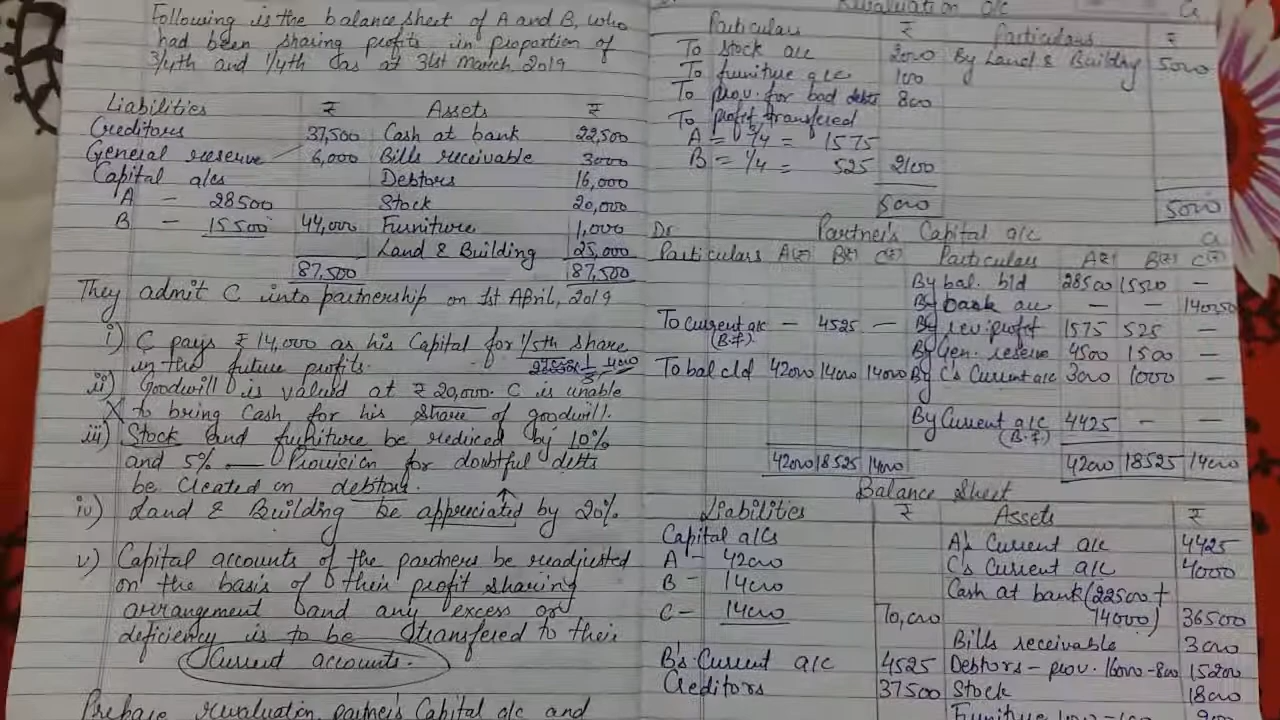 Following is the balance sheet of A and B, who
had been sharing profits in proportion of
3/4th and 1/4th as at 31st March 2019
Liabilities ₹ Assets ₹
Creditors 37,500 Cash at bank 22,500
General reserve 6,000 Bills receivable 3000
Capital a/cs Debtors 16,000
A - 28500 Stock 20,000
B - 15500 44,000 Furniture 1,000
Land & Building 25,000
87,500 87,500
They admit C into partnership on 1st April, 2019
i) C pays ₹ 14,000 as his Capital for 1/5th share
in the future profits.
ii) Goodwill is valued at ₹ 20,000. C is unable
to bring cash for his share of goodwill.
iii) Stock and furniture be reduced by 10%
and 5% — Provision for doubtful debts
be created on debtors.
iv) Land & Building be appreciated by 20%.
v) Capital accounts of the partners be readjusted
on the basis of their profit sharing
arrangement and any excess or
deficiency is to be transfered to their
Current accounts.
Prepare revaluation, partner's Capital a/c and
Revaluation a/c Cr
Particulars ₹ Particulars ₹
To stock a/c 2000 By Land & Building 5000
To furniture a/c 100
To prov. for bad debts 800
To profit transfered
A = 3/4 = 1575
B = 1/4 = 525 2100
5000 5000
Dr Partner's Capital a/c Cr
Particulars A(₹) B(₹) C(₹) Particulars A(₹) B(₹) C(₹)
By bal. b/d 28500 15500 -
By bank a/c - - 14000
To Current a/c - 4525 - By rev. profit 1575 525 -
(B.f) By Gen. reserve 4500 1500 -
To bal c/d 42000 14000 14000 By C's Current a/c 3000 1000 -
By Current a/c 4425 - -
(B.f.)
42000 18525 14000 42000 18525 14000
Balance Sheet
Liabilities ₹ Assets ₹
Capital a/cs A's Current a/c 4425
A - 42000 C's Current a/c 4000
B - 14000 Cash at bank (22500 +
C - 14000 70,000 14000) 36500
Bills receivable 3000
B's Current a/c 4525 Debtors - prov. 16000-800 15200
Creditors 37500 Stock 18000